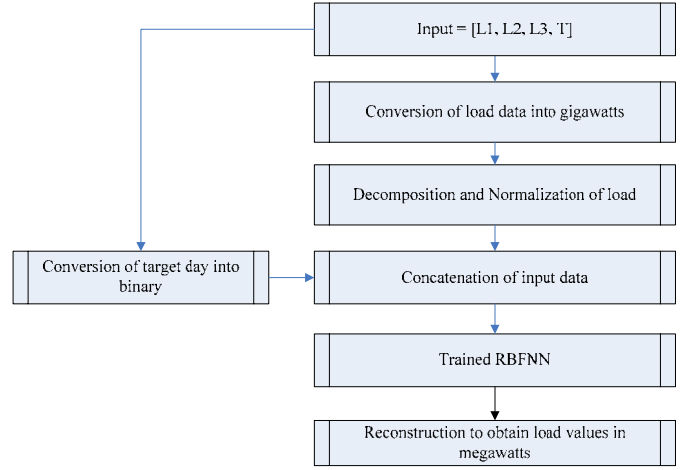 Input = [L1, L2, L3, T]
Conversion of load data into gigawatts
Decomposition and Normalization of load
Conversion of target day into
binary
Concatenation of input data
Trained RBFNN
Reconstruction to obtain load values in
megawatts